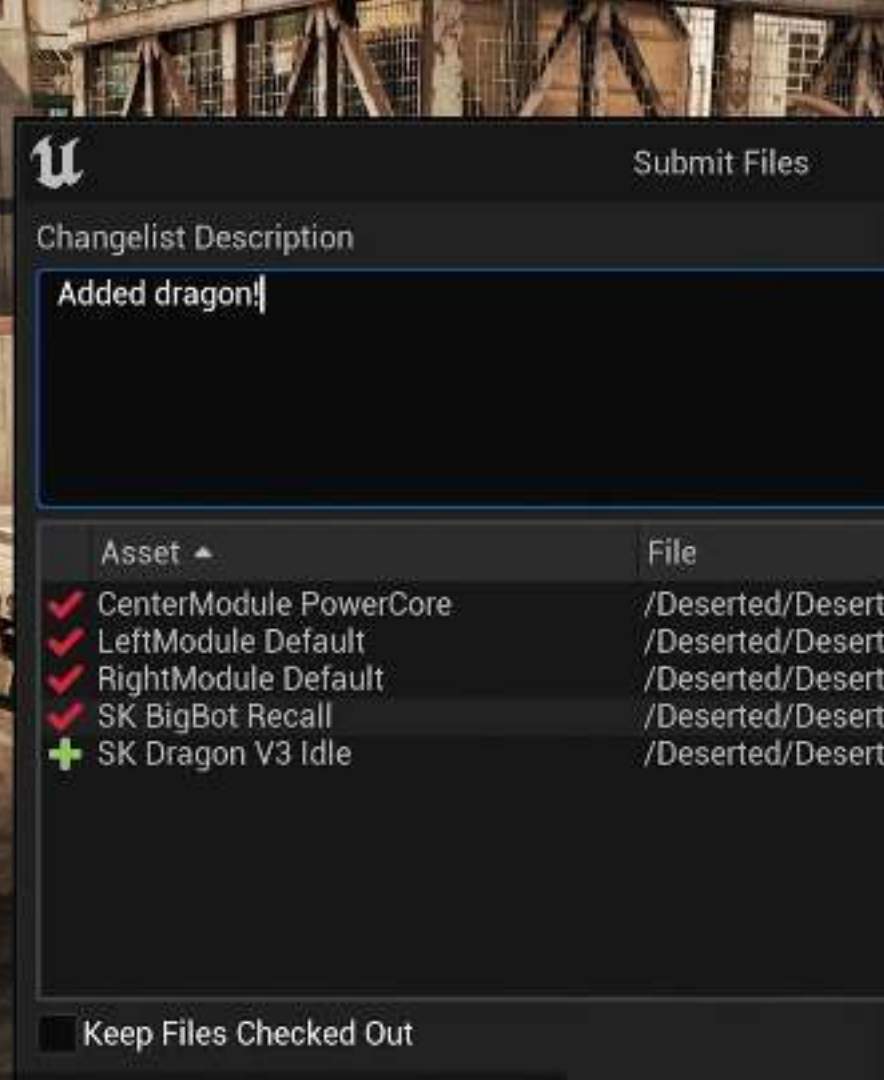 Submit Files
Changelist Description
Added dragon!
Asset File
CenterModule PowerCore /Deserted/Desert
LeftModule Default /Deserted/Desert
RightModule Default /Deserted/Desert
SK BigBot Recall /Deserted/Desert
SK Dragon V3 Idle /Deserted/Desert
Keep Files Checked Out